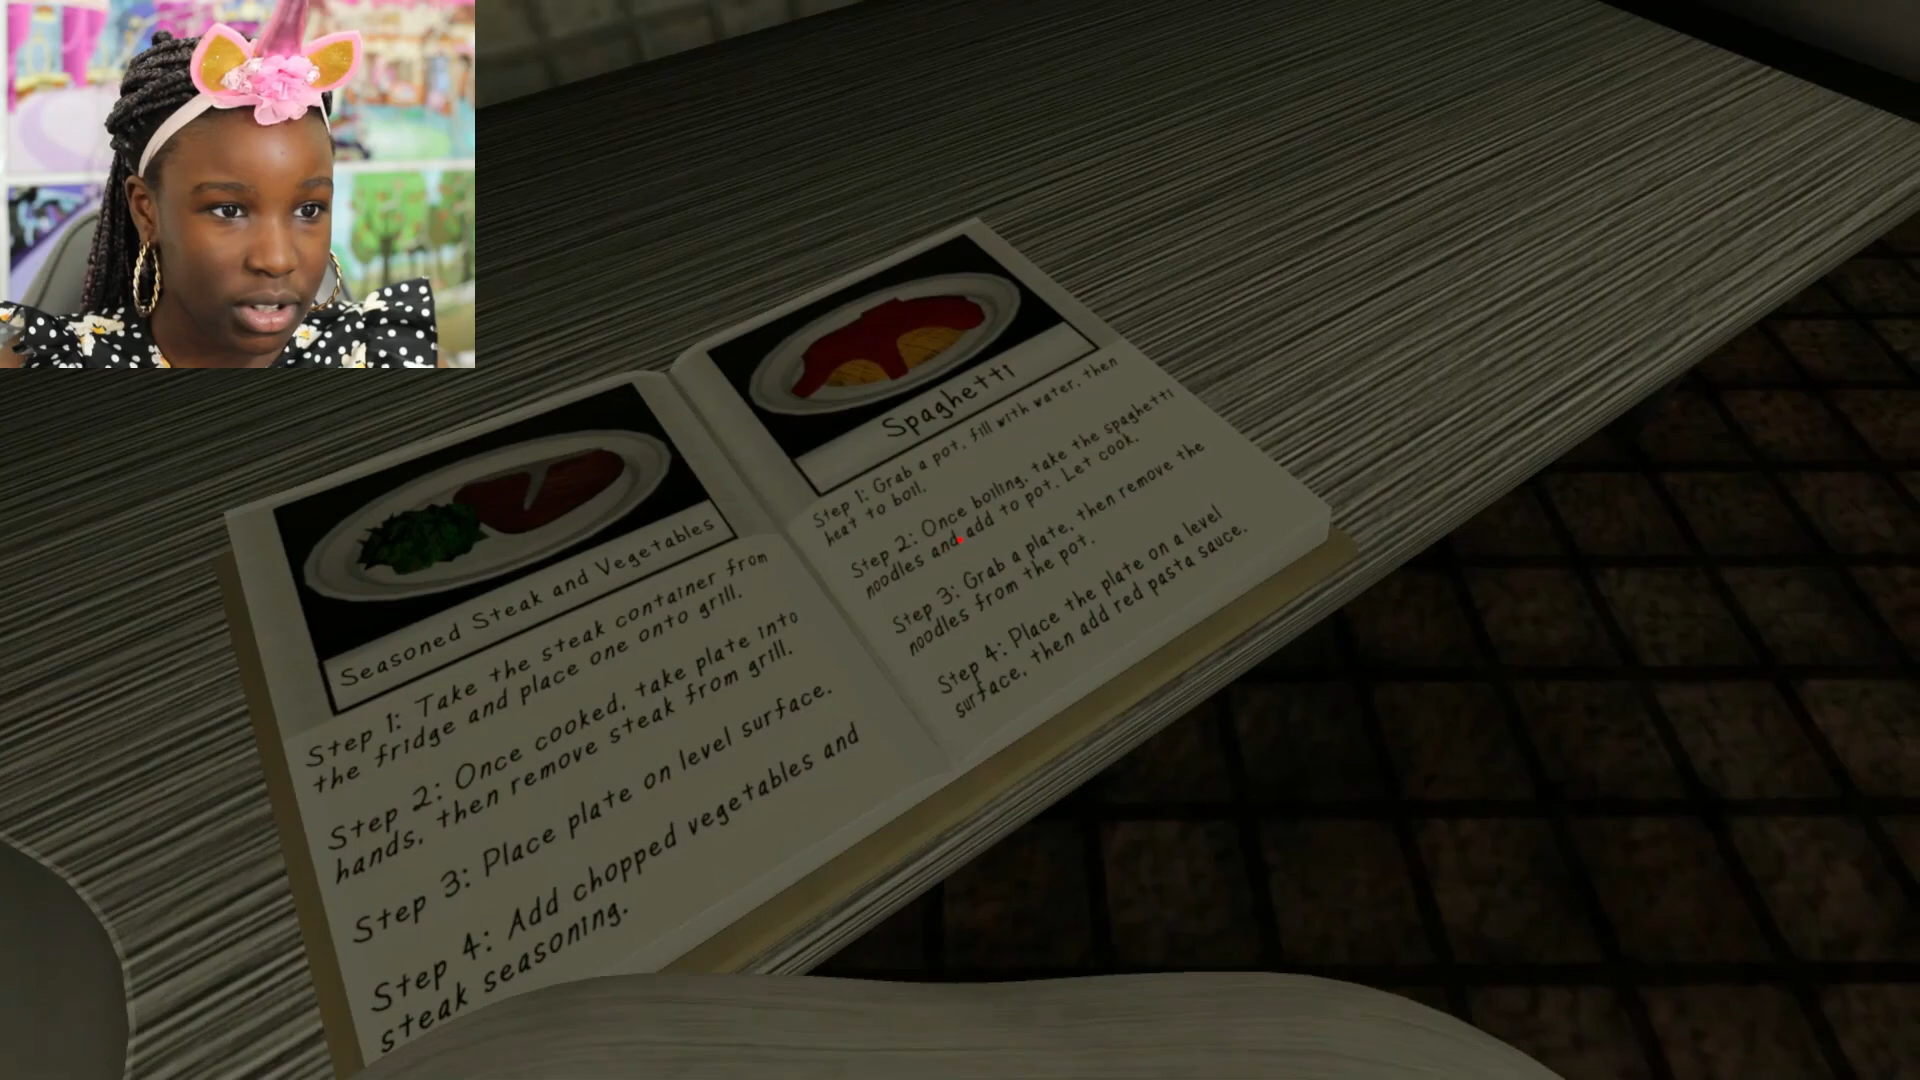 Seasoned Steak and Vegetables
Step 1: Take the steak container from
the fridge and place one onto grill.
Step 2: Once cooked, take plate into
hands, then remove steak from grill.
Step 3: Place plate on level surface.
Step 4: Add chopped vegetables and
steak seasoning.
Spaghetti
Step 1: Grab a pot, fill with water, then
heat to boil.
Step 2: Once boiling, take the spaghetti
noodles and add to pot. Let cook.
Step 3: Grab a plate, then remove the
noodles from the pot.
Step 4: Place the plate on a level
surface, then add red pasta sauce.